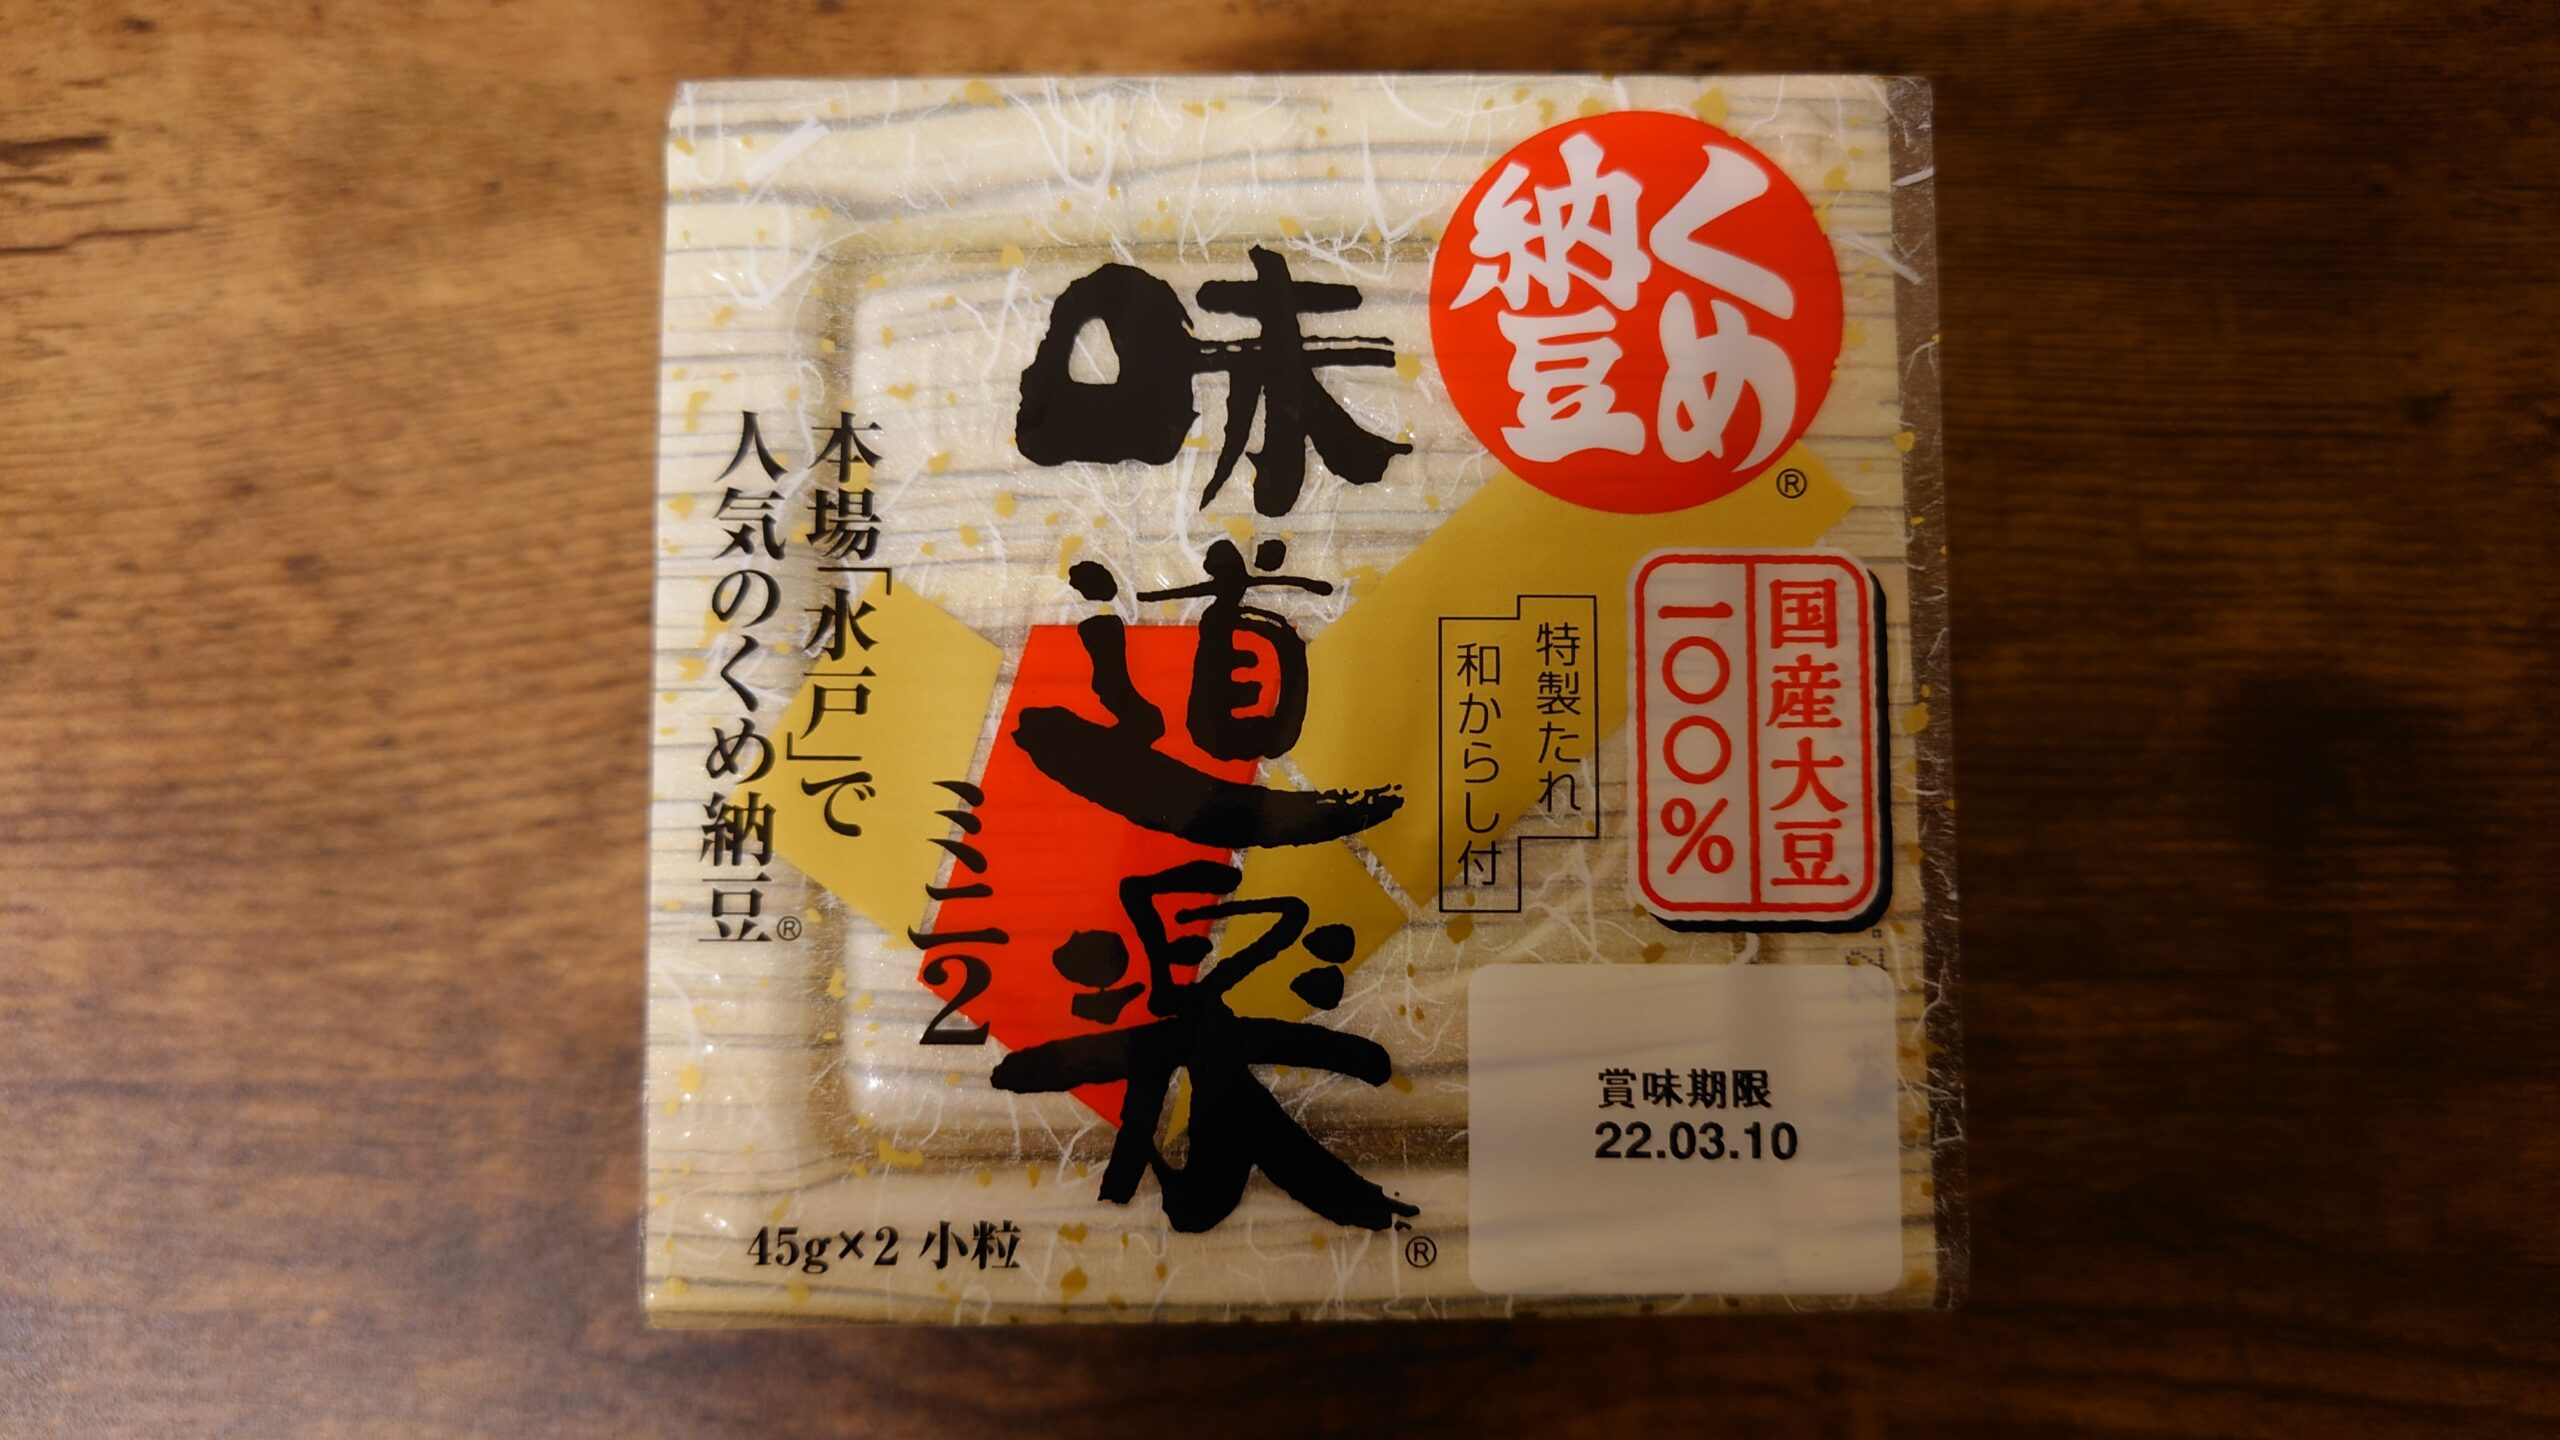 くめ
納豆
®
国産大豆
一〇〇%
特製たれ
和からし付
味道楽
®
ミニ2
本場「水戸」で
人気のくめ納豆®
賞味期限
22.03.10
45g×2 小粒